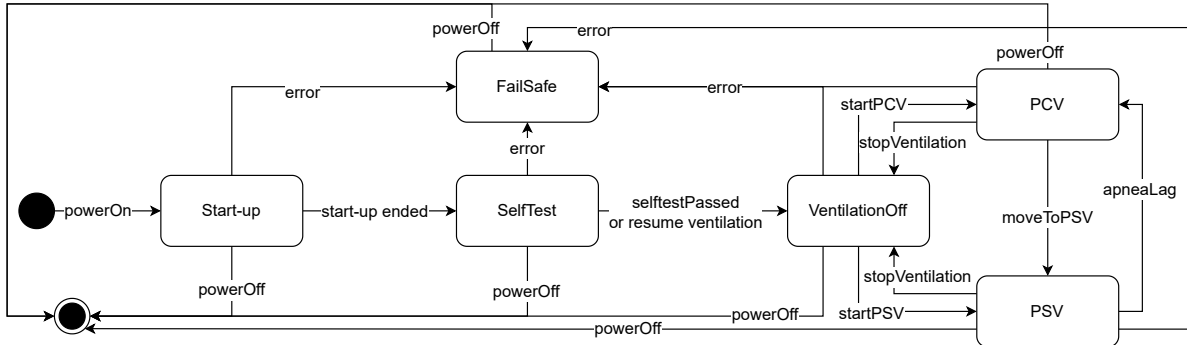 powerOff
error
powerOff
FailSafe
error
error
startPCV
PCV
stopVentilation
error
apneaLag
powerOn
Start-up
start-up ended
SelfTest
selftestPassed
or resume ventilation
VentilationOff
moveToPSV
stopVentilation
powerOff
powerOff
powerOff
startPSV
PSV
powerOff